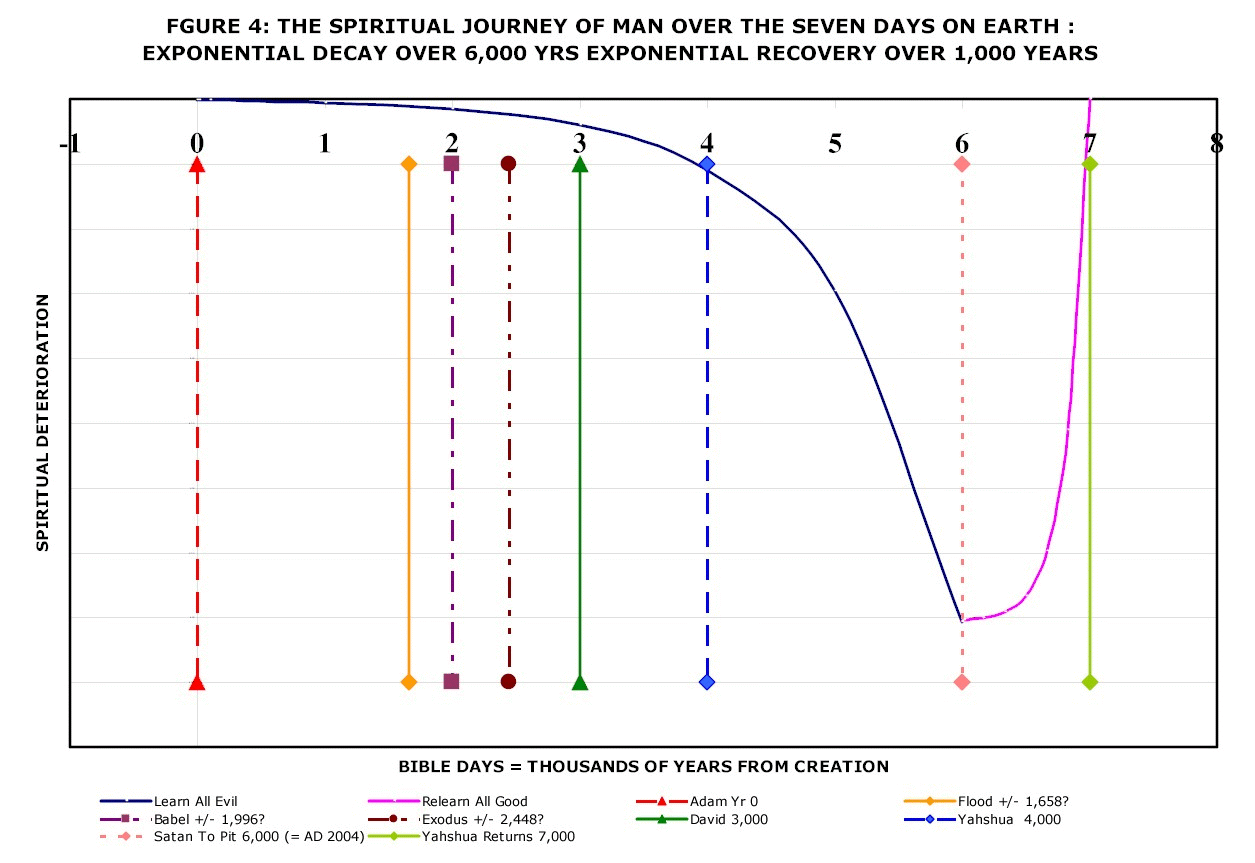 FGURE 4: THE SPIRITUAL JOURNEY OF MAN OVER THE SEVEN DAYS ON EARTH :
EXPONENTIAL DECAY OVER 6,000 YRS EXPONENTIAL RECOVERY OVER 1,000 YEARS
-1 0 1 2 3 4 5 6 7 8
SPIRITUAL DETERIORATION
BIBLE DAYS = THOUSANDS OF YEARS FROM CREATION
Learn All Evil Relearn All Good Adam Yr 0 Flood +/- 1,658?
Babel +/- 1,996? Exodus +/- 2,448? David 3,000 Yahshua 4,000
Satan To Pit 6,000 (= AD 2004) Yahshua Returns 7,000